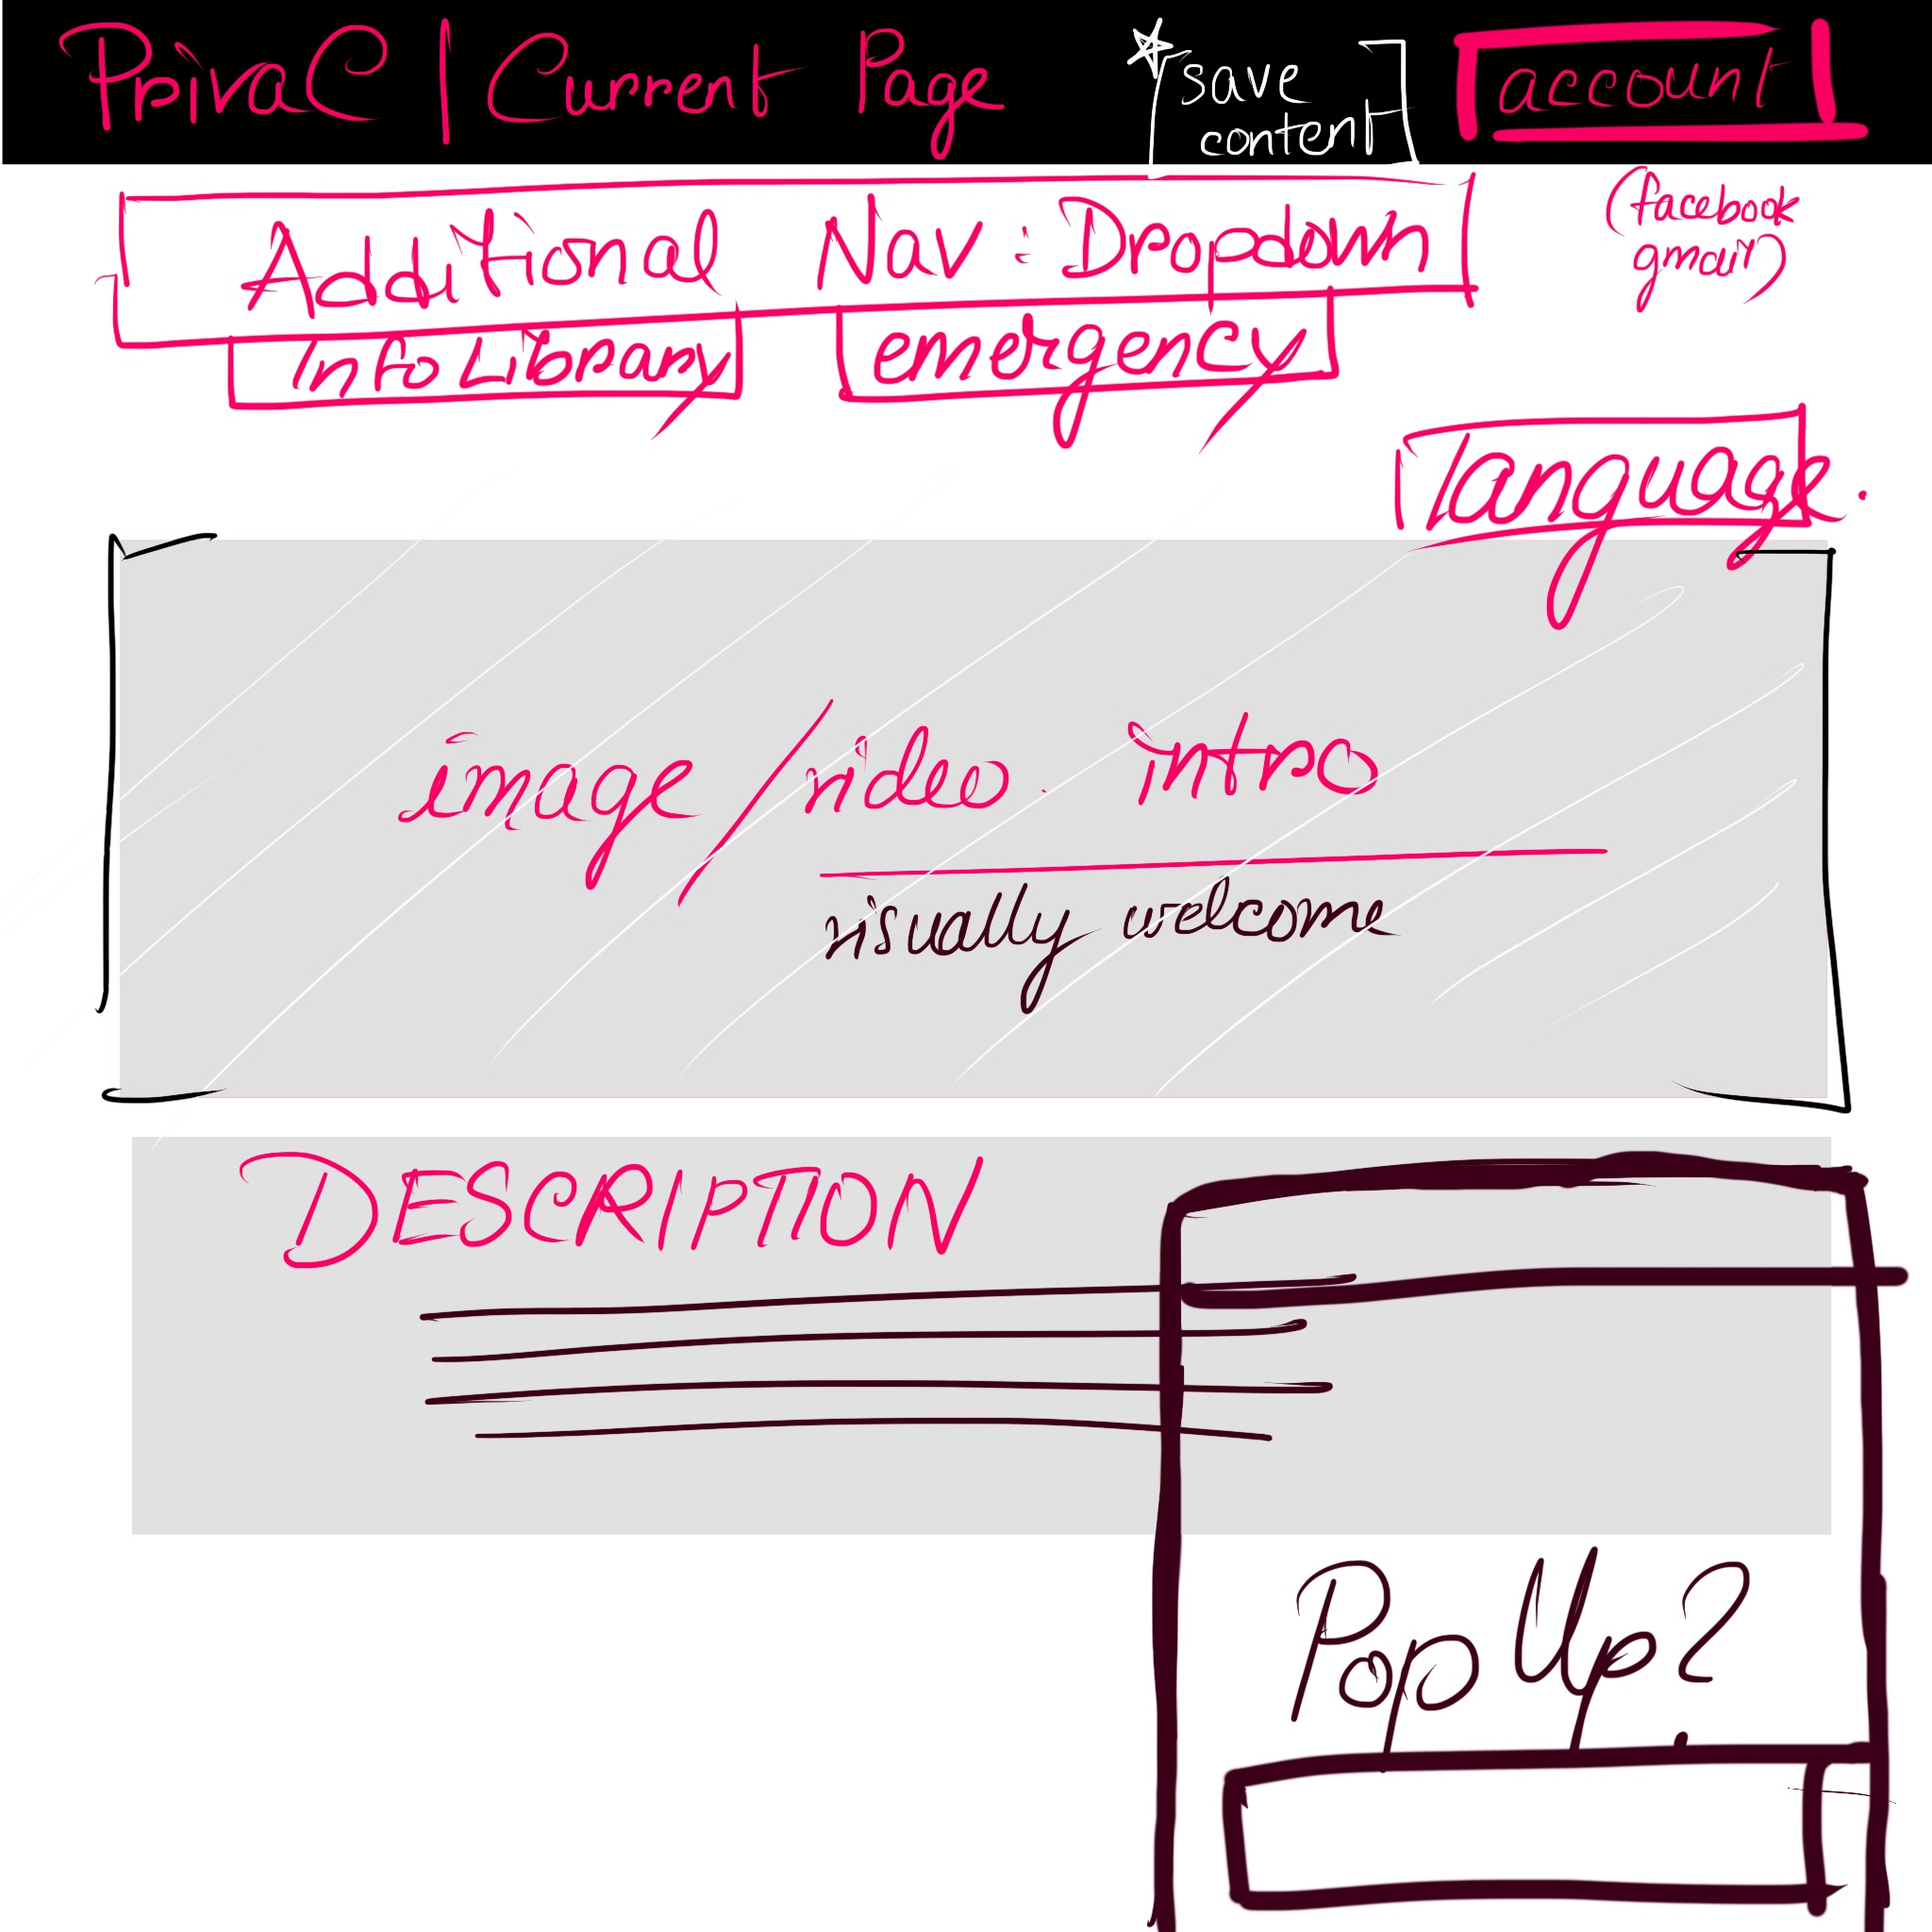 PrivaC | Current Page
* save content
account
(facebook gmail)
Additional Nav: Dropdown
Info Library
emergency
language.
image/video. intro
visually welcome
DESCRIPTION
Pop Up?